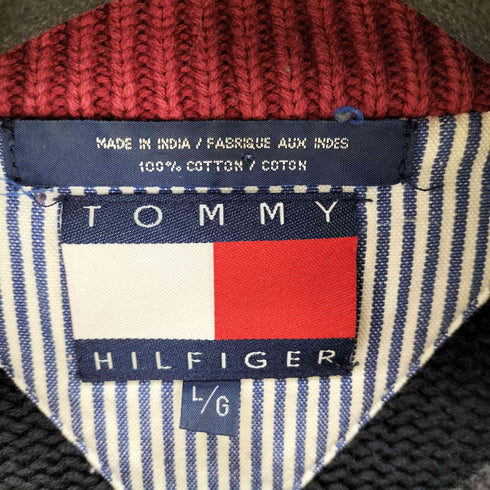 MADE IN INDIA / FABRIQUE AUX INDES
100% COTTON / COTON
TOMMY
HILFIGER
L/G